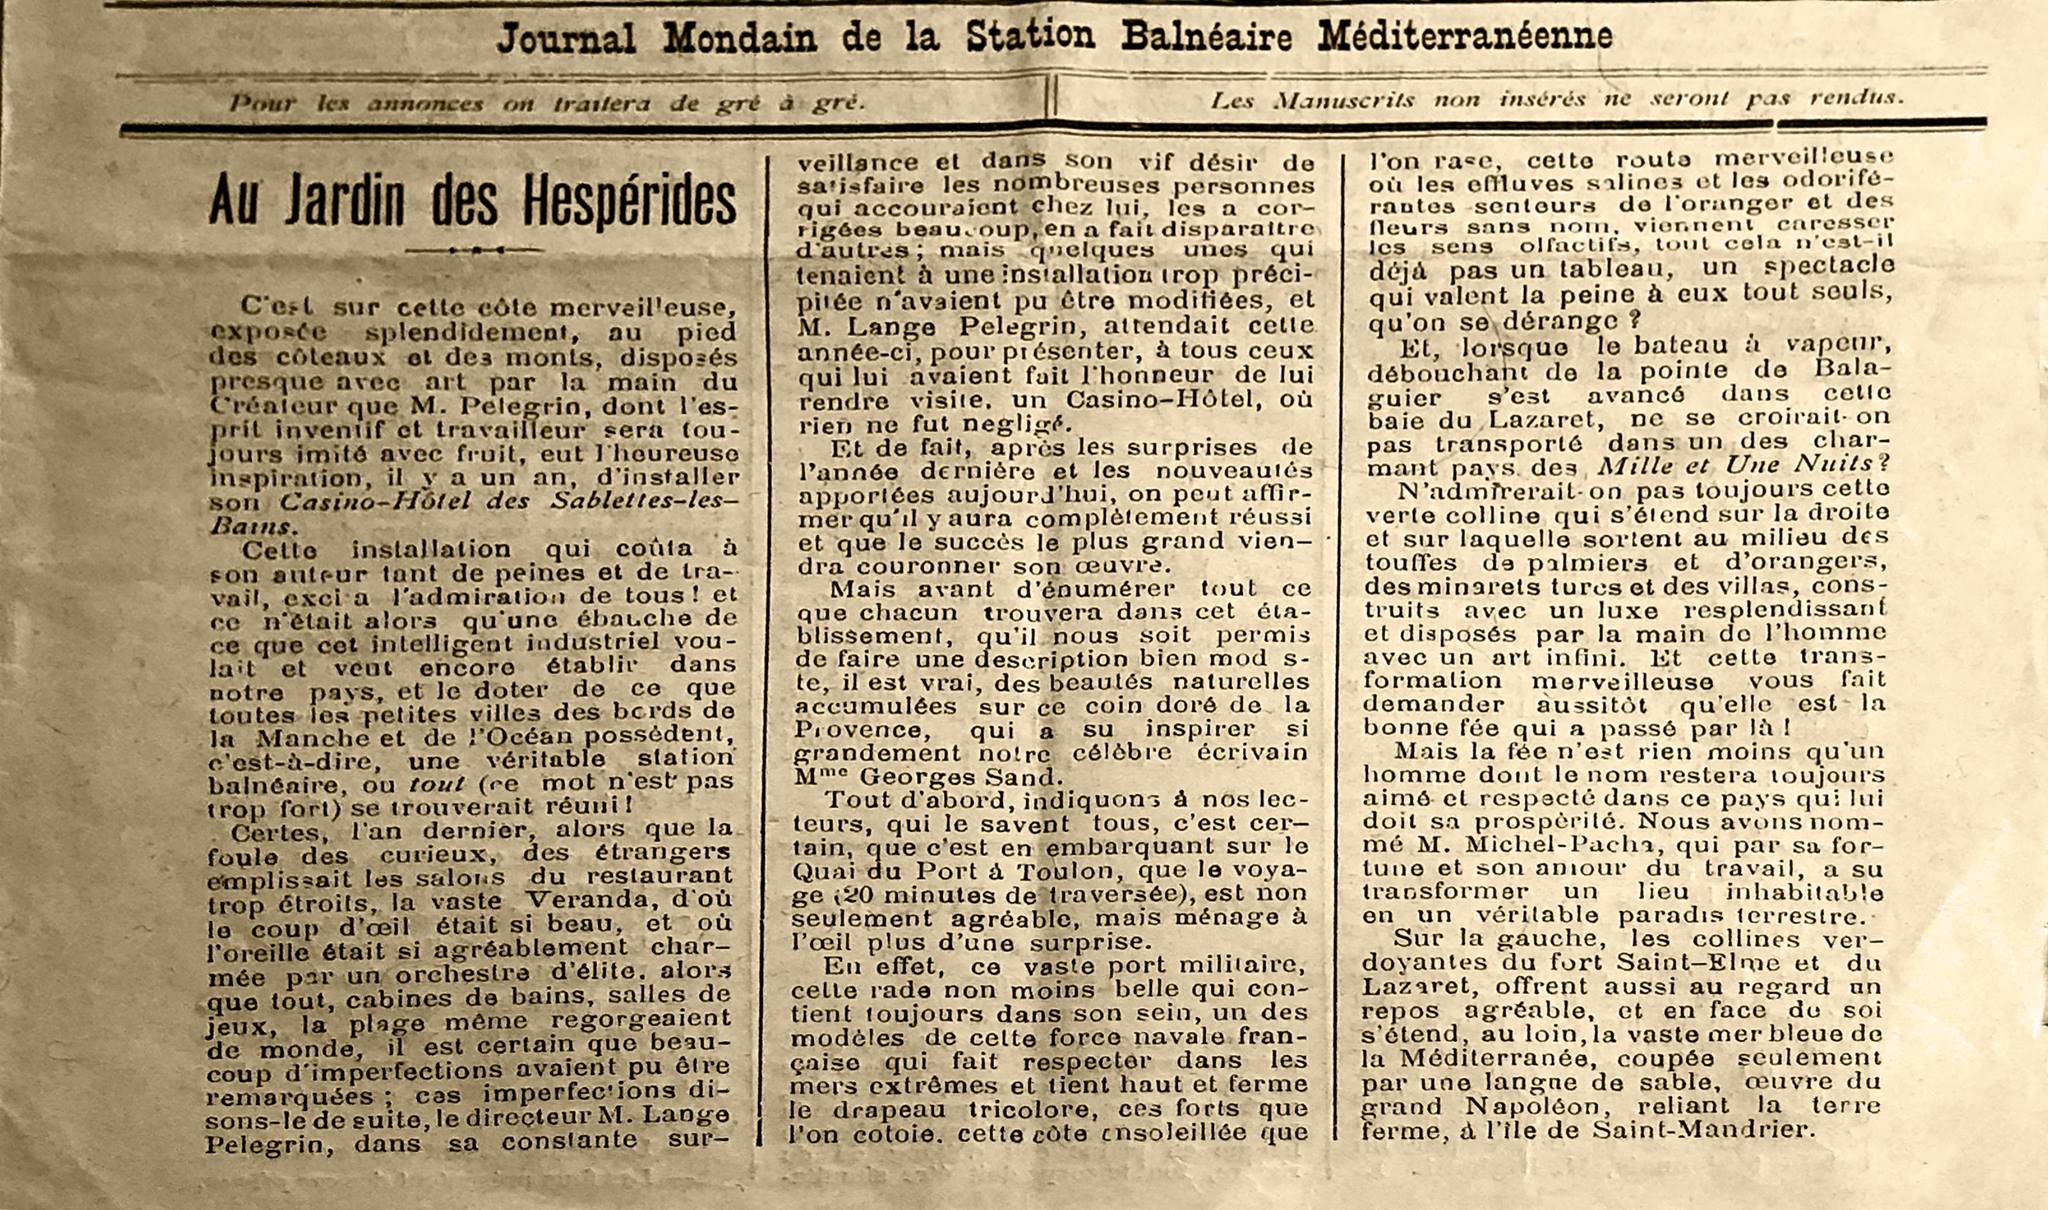 Journal Mondain de la Station Balnéaire Méditerranéenne
Pour les annonces on traitera de gré à gré.
Les Manuscrits non insérés ne seront pas rendus.
Au Jardin des Hespérides
C'est sur cette côte merveilleuse,
exposée splendidement, au pied
des côteaux et des monts, disposés
presque avec art par la main du
Créateur que M. Pelegrin, dont l'es-
prit inventif et travailleur sera tou-
jours imité avec fruit, eut l'heureuse
inspiration, il y a un an, d'installer
son Casino-Hôtel des Sablettes-les-
Bains.
Cette installation qui coûta à
son auteur tant de peines et de tra-
vail, exci a l'admiration de tous! et
ce n'était alors qu'une ébauche de
ce que cet intelligent industriel vou-
lait et veut encore établir dans
notre pays, et le doter de ce que
toutes les petites villes des bords de
la Manche et de l'Océan possèdent,
c'est-à-dire, une véritable station
balnéaire, ou tout (ce mot n'est pas
trop fort) se trouverait réuni!
Certes, l'an dernier, alors que la
foule des curieux, des étrangers
emplissait les salons du restaurant
trop étroits, la vaste Veranda, d'où
le coup d'œil était si beau, et où
l'oreille était si agréablement char-
mée par un orchestre d'élite. alors
que tout, cabines de bains, salles de
jeux, la plage même regorgeaient
de monde, il est certain que beau-
coup d'imperfections avaient pu être
remarquées ; ces imperfections di-
sons-le de suite, le directeur M. Lange
Pelegrin, dans sa constante sur-
veillance et dans son vif désir de
satisfaire les nombreuses personnes
qui accouraient chez lui, les a cor-
rigées beaucoup, en a fait disparaître
d'autres ; mais quelques unes qui
tenaient à une installation trop préci-
pitée n'avaient pu être modifiées, et
M. Lange Pelegrin, attendait cette
année-ci, pour présenter, à tous ceux
qui lui avaient fait l'honneur de lui
rendre visite. un Casino-Hôtel, où
rien ne fut negligé.
Et de fait, après les surprises de
l'année dernière et les nouveautés
apportées aujourd'hui, on peut affir-
mer qu'il y aura complètement réussi
et que le succès le plus grand vien-
dra couronner son œuvre.
Mais avant d'énumérer tout ce
que chacun trouvera dans cet éta-
blissement, qu'il nous soit permis
de faire une description bien mod s-
te, il est vrai, des beautés naturelles
accumulées sur ce coin doré de la
Provence, qui a su inspirer si
grandement notre célèbre écrivain
Mme Georges Sand.
Tout d'abord, indiquons à nos lec-
teurs, qui le savent tous, c'est cer-
tain, que c'est en embarquant sur le
Quai du Port à Toulon, que le voya-
ge (20 minutes de traversée), est non
seulement agréable, mais ménage à
l'œil plus d'une surprise.
En effet, ce vaste port militaire,
cette rade non moins belle qui con-
tient toujours dans son sein, un des
modèles de cette force navale fran-
çaise qui fait respecter dans les
mers extrêmes et tient haut et ferme
le drapeau tricolore, ces forts que
l'on cotoie. cette côte ensoleillée que
l'on rase, cette route merveilleuse
où les effluves salines et les odorifé-
rantes senteurs de l'oranger et des
fleurs sans nom, viennent caresser
les sens olfactifs, tout cela n'est-il
déjà pas un tableau, un spectacle
qui valent la peine à eux tout seuls,
qu'on se dérange ?
Et, lorsque le bateau à vapeur,
débouchant de la pointe de Bala-
guier s'est avancé dans cette
baie du Lazaret, ne se croirait-on
pas transporté dans un des char-
mant pays des Mille et Une Nuits?
N'admirerait-on pas toujours cette
verte colline qui s'étend sur la droite
et sur laquelle sortent au milieu des
touffes de palmiers et d'orangers,
des minarets turcs et des villas, cons-
truits avec un luxe resplendissant
et disposés par la main de l'homme
avec un art infini. Et cette trans-
formation merveilleuse vous fait
demander aussitôt qu'elle est la
bonne fée qui a passé par là !
Mais la fée n'est rien moins qu'un
homme dont le nom restera toujours
aimé et respecté dans ce pays qui lui
doit sa prospérité. Nous avons nom-
mé M. Michel-Pacha, qui par sa for-
tune et son amour du travail, a su
transformer un lieu inhabitable
en un véritable paradis terrestre.
Sur la gauche, les collines ver-
doyantes du fort Saint-Elme et du
Lazaret, offrent aussi au regard un
repos agréable, et en face de soi
s'étend, au loin, la vaste mer bleue de
la Méditerranée, coupée seulement
par une langue de sable, œuvre du
grand Napoléon, reliant la terre
ferme, à l'île de Saint-Mandrier.